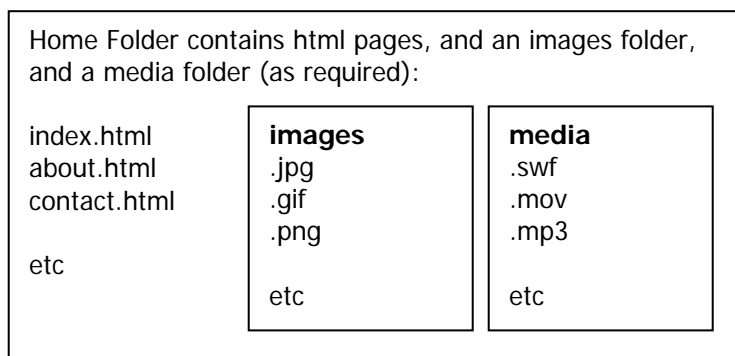 Home Folder contains html pages, and an images folder,
and a media folder (as required):
index.html
about.html
contact.html
etc
images
.jpg
.gif
.png
etc
media
.swf
.mov
.mp3
etc